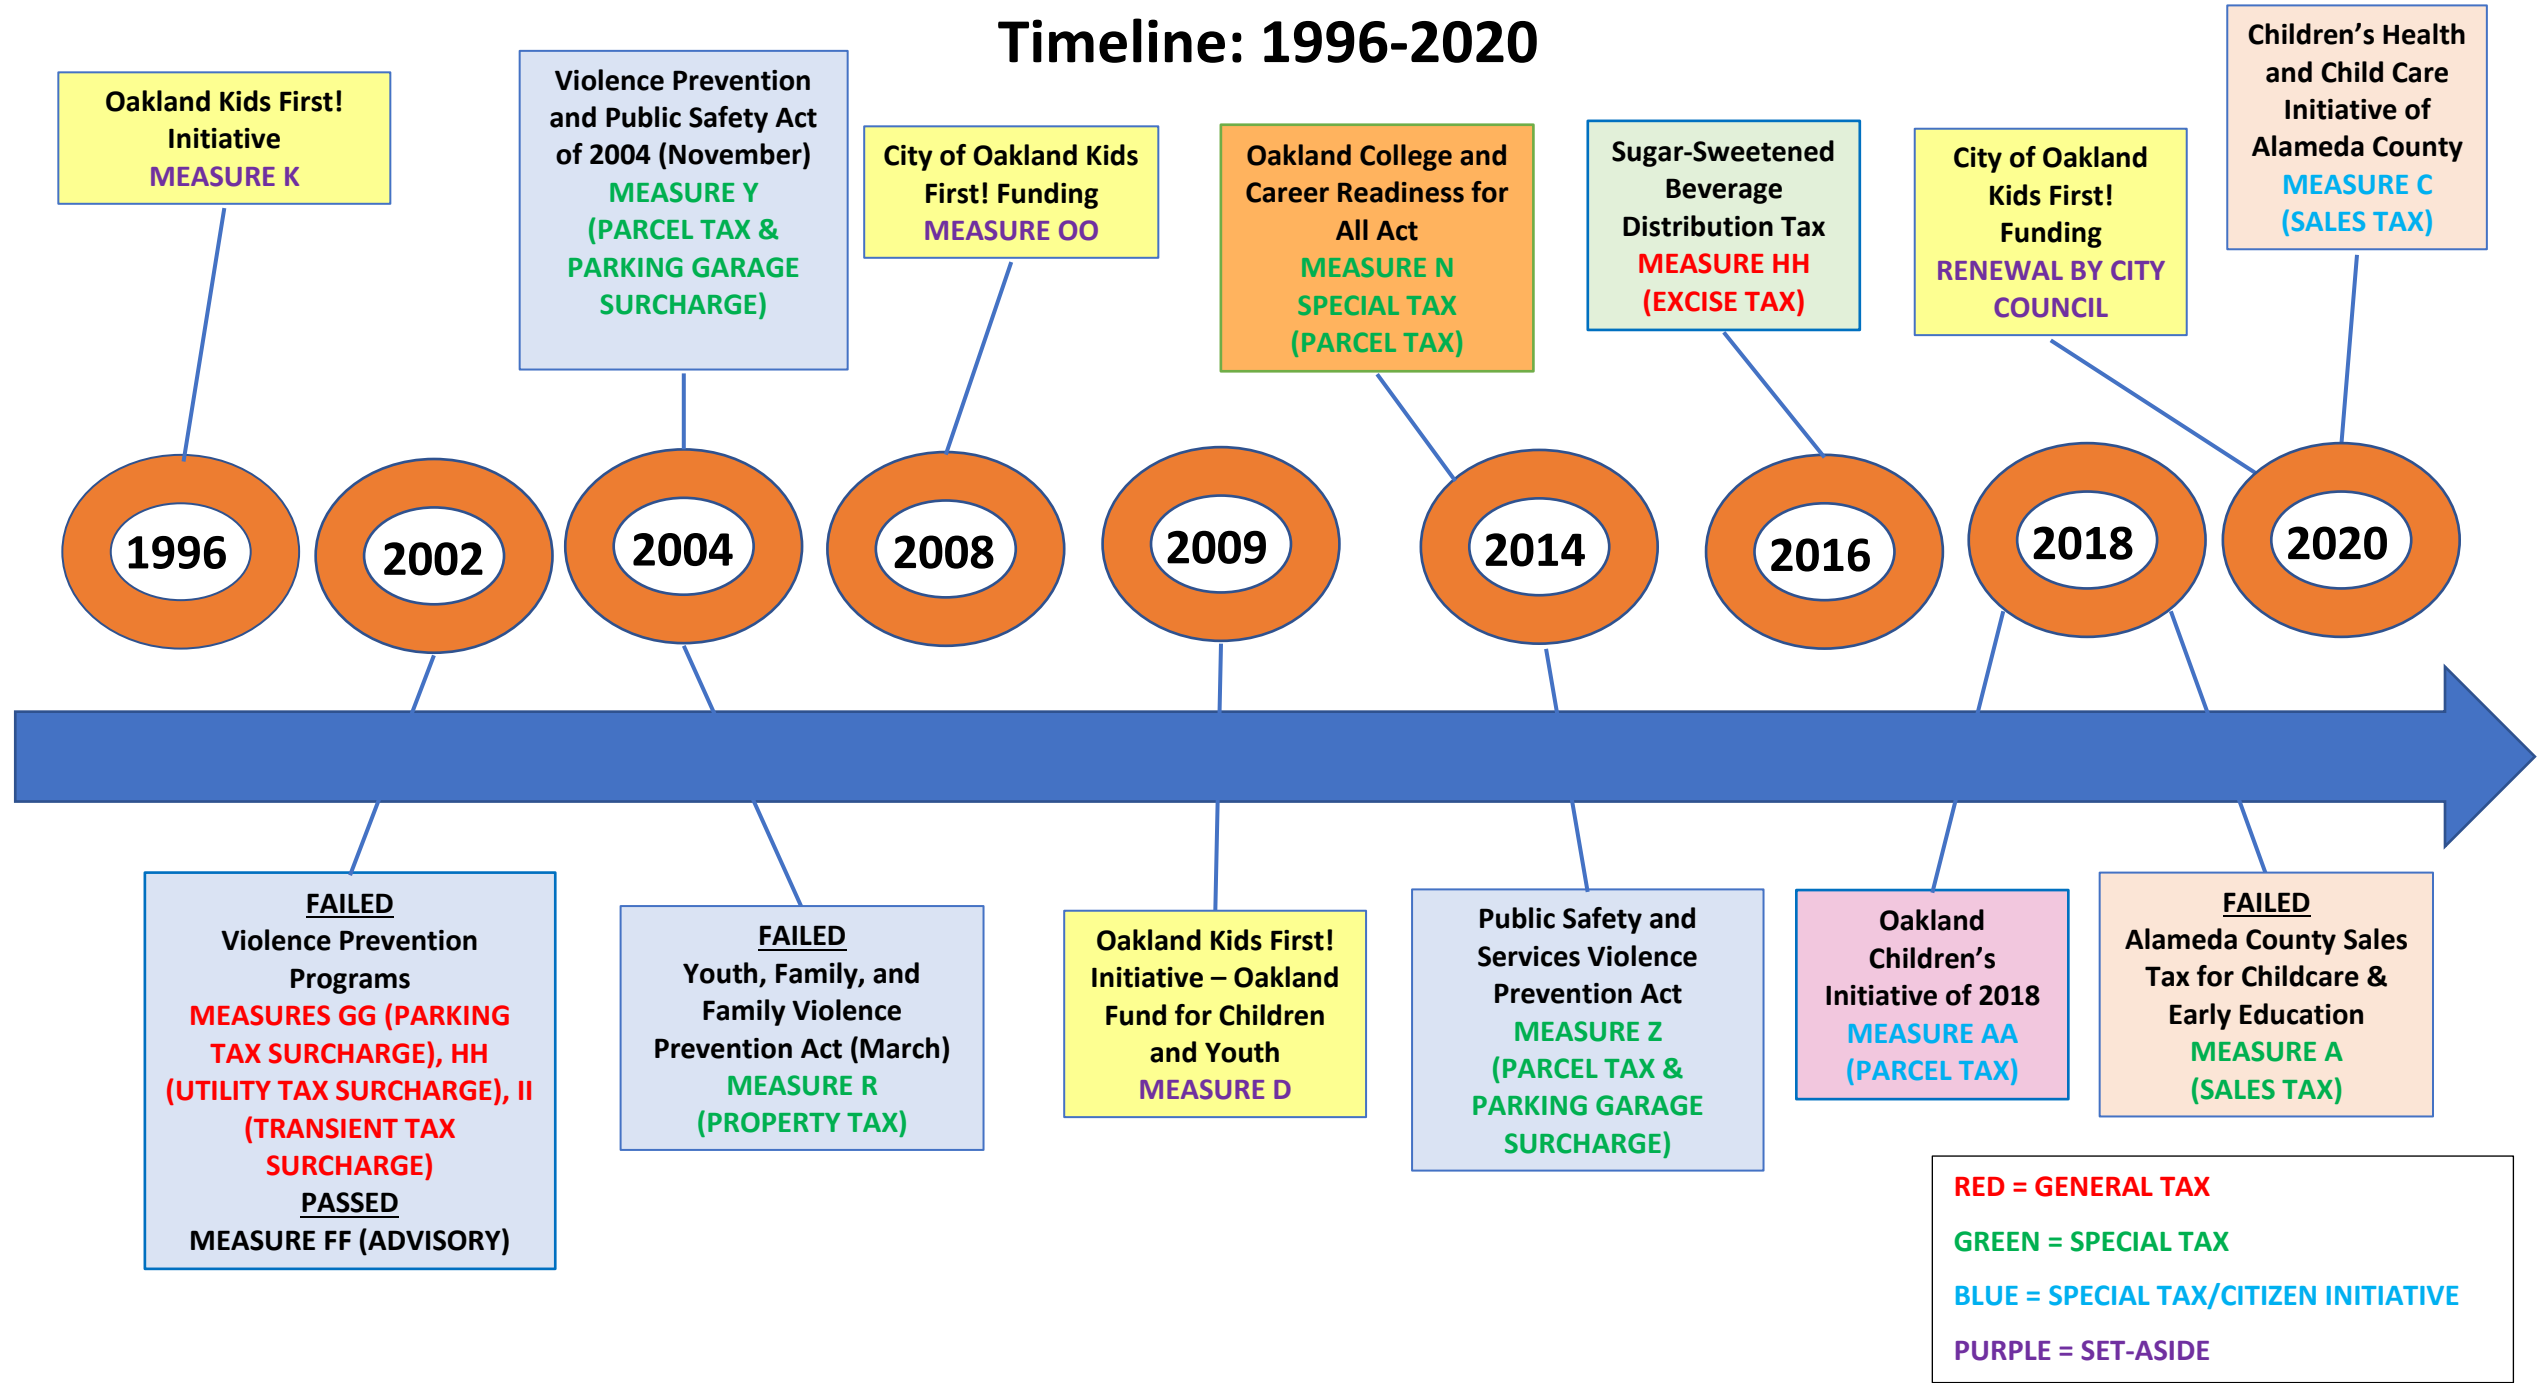 Timeline: 1996-2020
Oakland Kids First!
Initiative
MEASURE K
Violence Prevention
and Public Safety Act
of 2004 (November)
MEASURE Y
(PARCEL TAX &
PARKING GARAGE
SURCHARGE)
City of Oakland Kids
First! Funding
MEASURE OO
Oakland College and
Career Readiness for
All Act
MEASURE N
SPECIAL TAX
(PARCEL TAX)
Sugar-Sweetened
Beverage
Distribution Tax
MEASURE HH
(EXCISE TAX)
City of Oakland
Kids First!
Funding
RENEWAL BY CITY
COUNCIL
Children's Health
and Child Care
Initiative of
Alameda County
MEASURE C
(SALES TAX)
1996
2002
2004
2008
2009
2014
2016
2018
2020
FAILED
Violence Prevention
Programs
MEASURES GG (PARKING
TAX SURCHARGE), HH
(UTILITY TAX SURCHARGE), II
(TRANSIENT TAX
SURCHARGE)
PASSED
MEASURE FF (ADVISORY)
FAILED
Youth, Family, and
Family Violence
Prevention Act (March)
MEASURE R
(PROPERTY TAX)
Oakland Kids First!
Initiative – Oakland
Fund for Children
and Youth
MEASURE D
Public Safety and
Services Violence
Prevention Act
MEASURE Z
(PARCEL TAX &
PARKING GARAGE
SURCHARGE)
Oakland
Children's
Initiative of 2018
MEASURE AA
(PARCEL TAX)
FAILED
Alameda County Sales
Tax for Childcare &
Early Education
MEASURE A
(SALES TAX)
RED = GENERAL TAX
GREEN = SPECIAL TAX
BLUE = SPECIAL TAX/CITIZEN INITIATIVE
PURPLE = SET-ASIDE